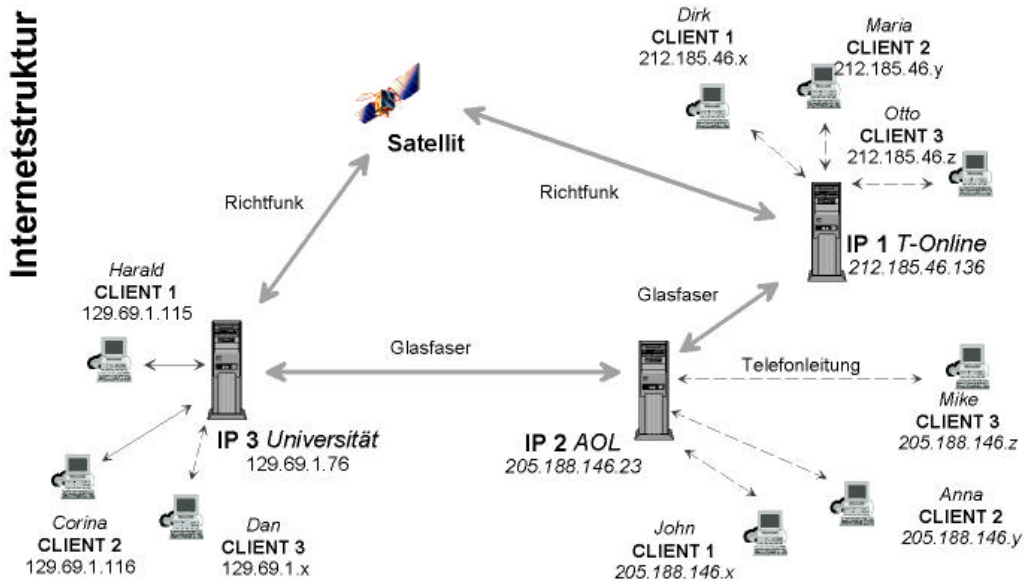 Internetstruktur
Dirk
CLIENT 1
212.185.46.x
Maria
CLIENT 2
212.185.46.y
Otto
CLIENT 3
212.185.46.z
Satellit
Richtfunk
Richtfunk
IP 1 T-Online
212.185.46.136
Harald
CLIENT 1
129.69.1.115
Glasfaser
Glasfaser
Telefonleitung
Mike
CLIENT 3
205.188.146.z
IP 3 Universität
129.69.1.76
IP 2 AOL
205.188.146.23
Corina
CLIENT 2
129.69.1.116
Dan
CLIENT 3
129.69.1.x
John
CLIENT 1
205.188.146.x
Anna
CLIENT 2
205.188.146.y